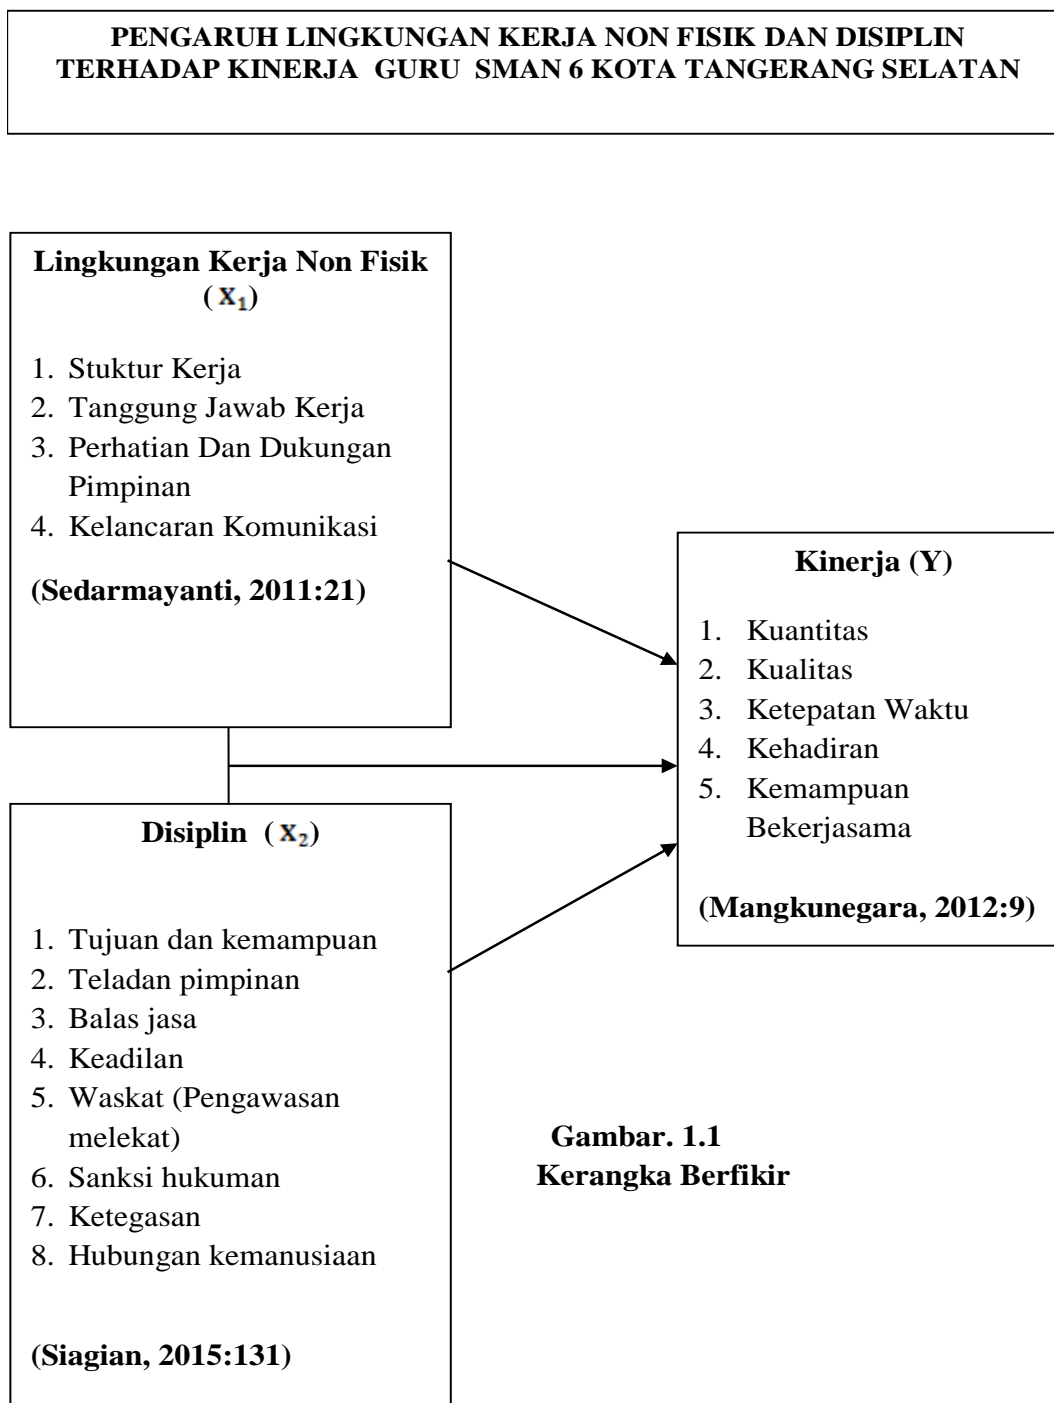 PENGARUH LINGKUNGAN KERJA NON FISIK DAN DISIPLIN
TERHADAP KINERJA GURU SMAN 6 KOTA TANGERANG SELATAN
Lingkungan Kerja Non Fisik
( X₁)
1. Stuktur Kerja
2. Tanggung Jawab Kerja
3. Perhatian Dan Dukungan
Pimpinan
4. Kelancaran Komunikasi
(Sedarmayanti, 2011:21)
Kinerja (Y)
1. Kuantitas
2. Kualitas
3. Ketepatan Waktu
4. Kehadiran
5. Kemampuan
Bekerjasama
(Mangkunegara, 2012:9)
Disiplin ( X₂)
1. Tujuan dan kemampuan
2. Teladan pimpinan
3. Balas jasa
4. Keadilan
5. Waskat (Pengawasan
melekat)
6. Sanksi hukuman
7. Ketegasan
8. Hubungan kemanusiaan
(Siagian, 2015:131)
Gambar. 1.1
Kerangka Berfikir